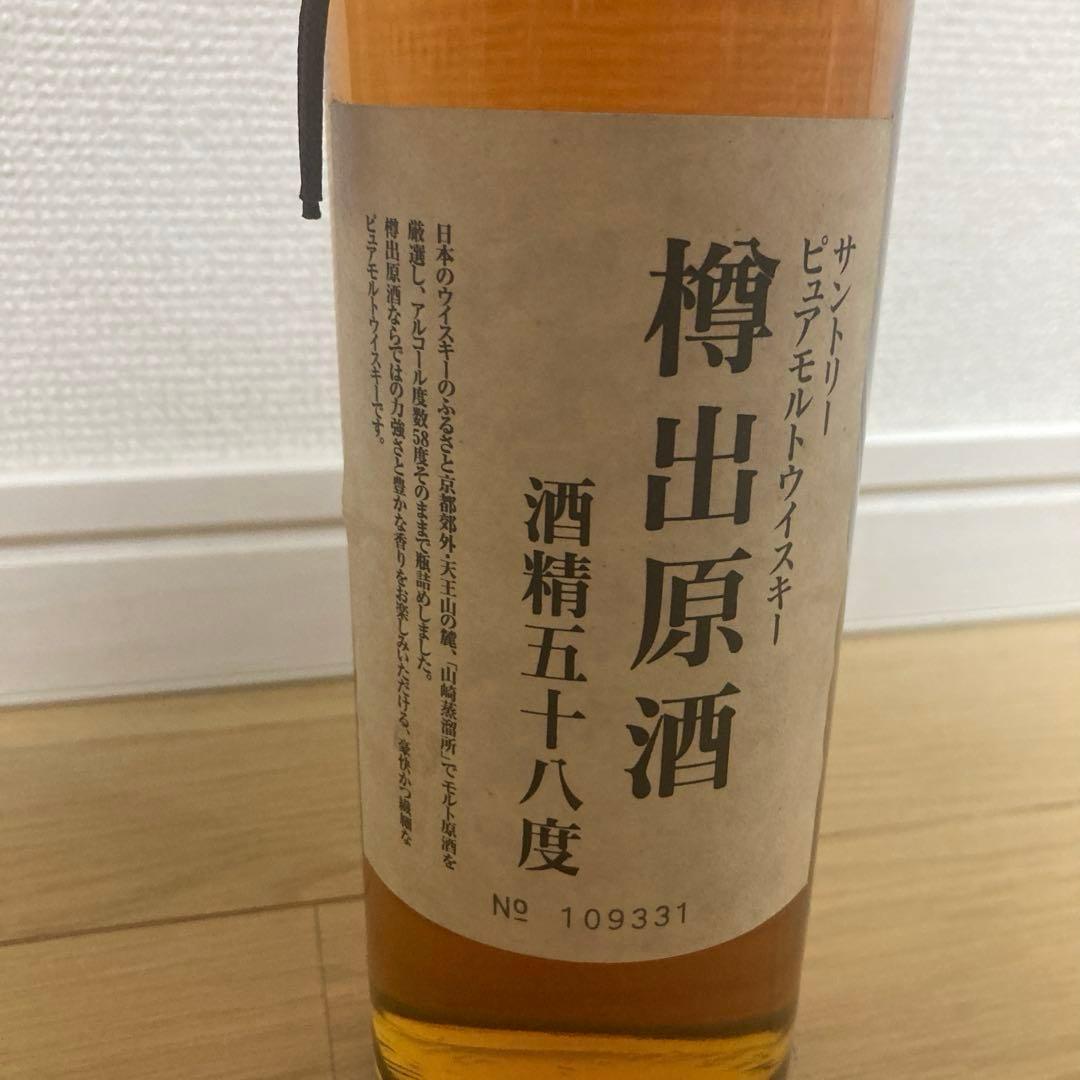 サントリー
ピュアモルトウイスキー
樽出原酒
酒精五十八度
日本のウイスキーのふるさと京都郊外・天王山の麓、「山崎蒸溜所」でモルト原酒を
厳選し、アルコール度数58度そのままで瓶詰めしました。
樽出原酒ならではの力強さと豊かな香りをお楽しみいただける、豪快かつ繊細な
ピュアモルトウイスキーです。
№ 109331